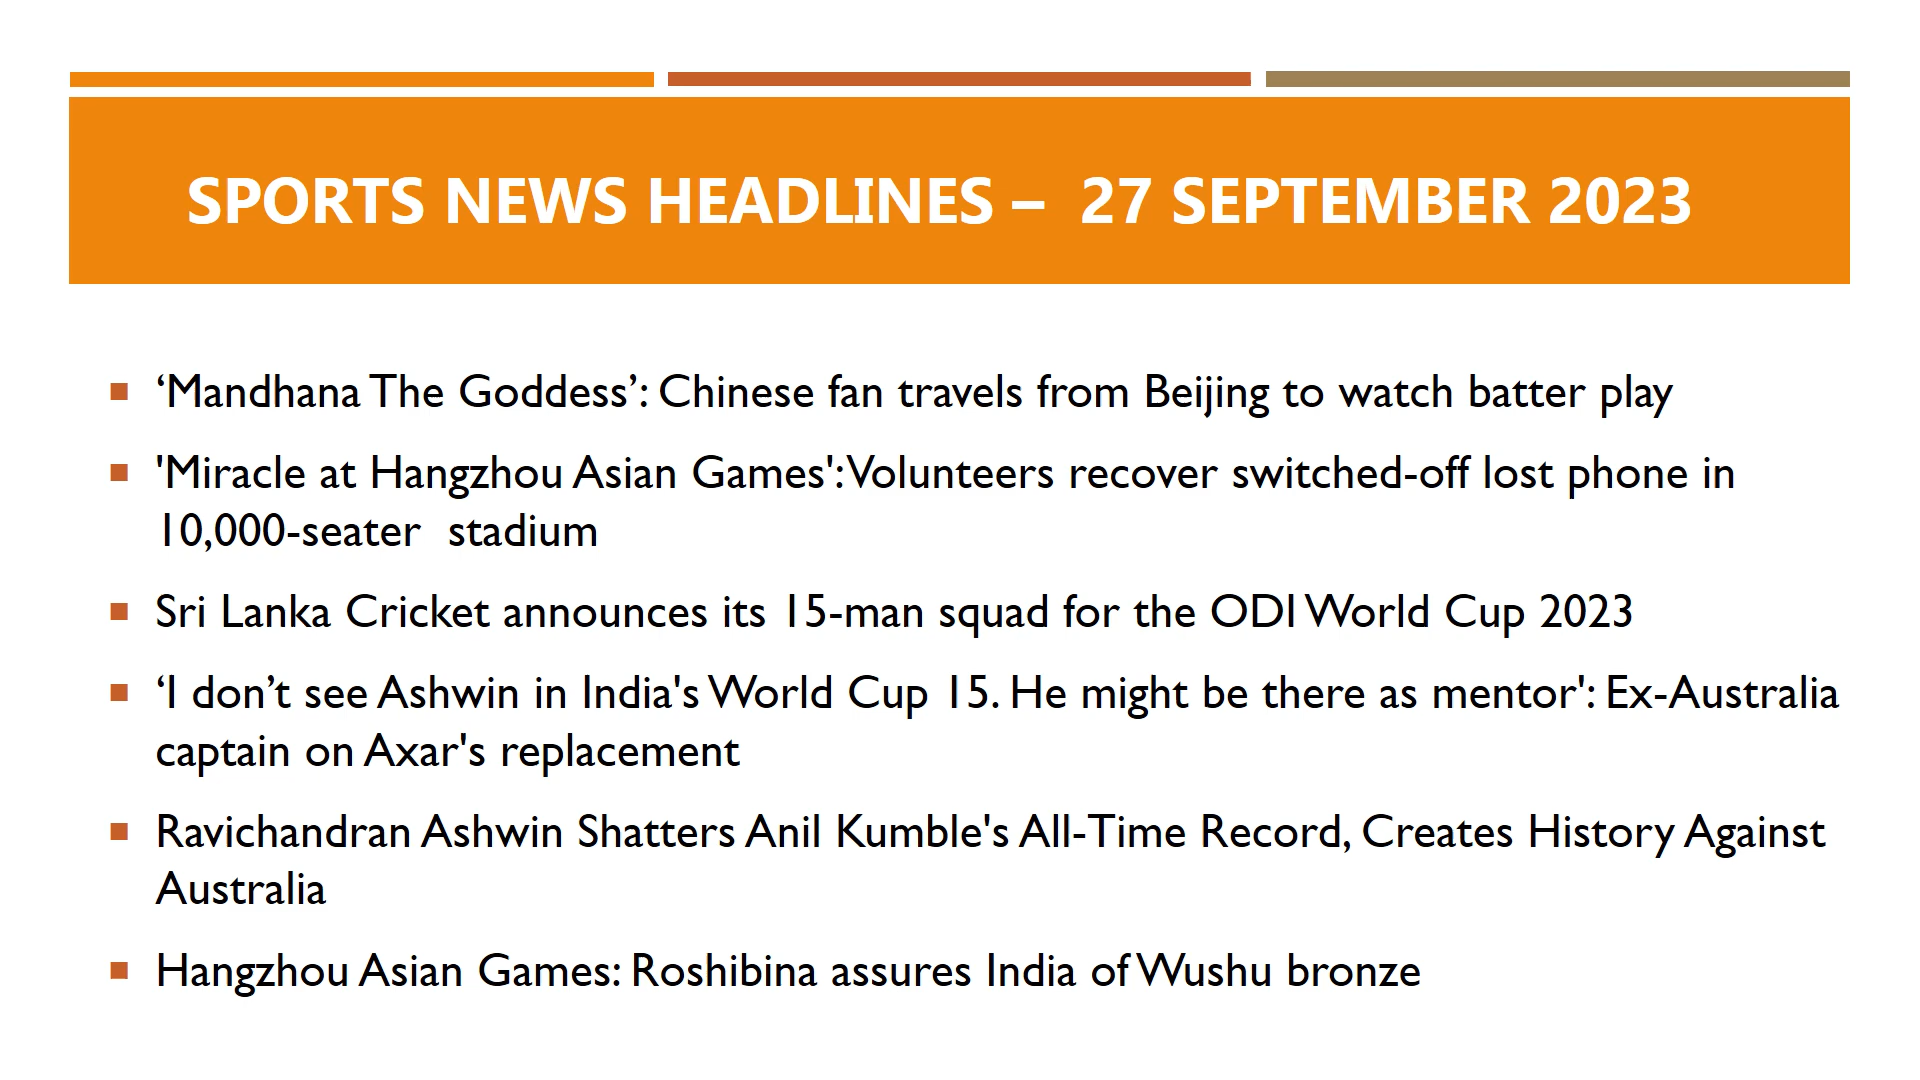 SPORTS NEWS HEADLINES –  27 SEPTEMBER 2023
‘Mandhana The Goddess’: Chinese fan travels from Beijing to watch batter play
'Miracle at Hangzhou Asian Games': Volunteers recover switched-off lost phone in
10,000-seater  stadium
Sri Lanka Cricket announces its 15-man squad for the ODI World Cup 2023
‘I don’t see Ashwin in India's World Cup 15. He might be there as mentor': Ex-Australia
captain on Axar's replacement
Ravichandran Ashwin Shatters Anil Kumble's All-Time Record, Creates History Against
Australia
Hangzhou Asian Games: Roshibina assures India of Wushu bronze